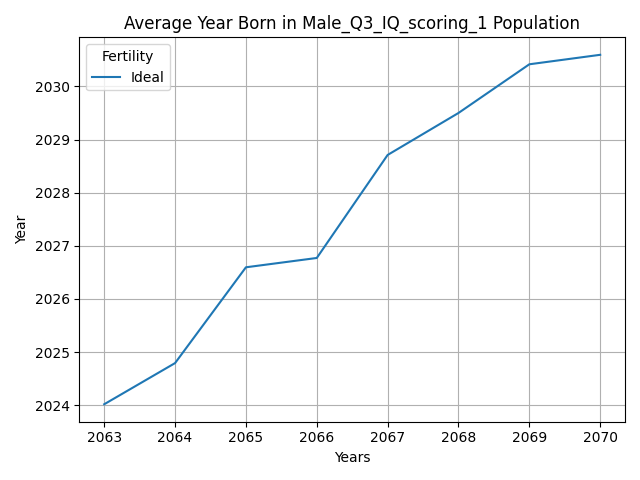 Average Year Born in Male_Q3_IQ_scoring_1 Population
Fertility
Ideal
2030
2029
2028
2027
2026
2025
2024
Year
2063 2064 2065 2066 2067 2068 2069 2070
Years